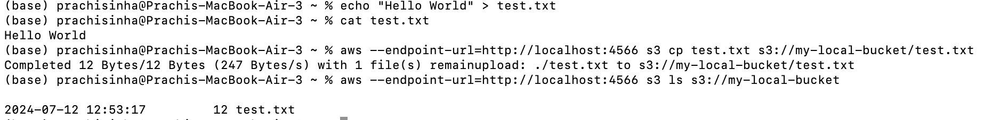 (base) prachisinha@Prachis-MacBook-Air-3 ~ % echo "Hello World" > test.txt
(base) prachisinha@Prachis-MacBook-Air-3 ~ % cat test.txt
Hello World
(base) prachisinha@Prachis-MacBook-Air-3 ~ % aws --endpoint-url=http://localhost:4566 s3 cp test.txt s3://my-local-bucket/test.txt
Completed 12 Bytes/12 Bytes (247 Bytes/s) with 1 file(s) remainupload: ./test.txt to s3://my-local-bucket/test.txt
(base) prachisinha@Prachis-MacBook-Air-3 ~ % aws --endpoint-url=http://localhost:4566 s3 ls s3://my-local-bucket
2024-07-12 12:53:17         12 test.txt